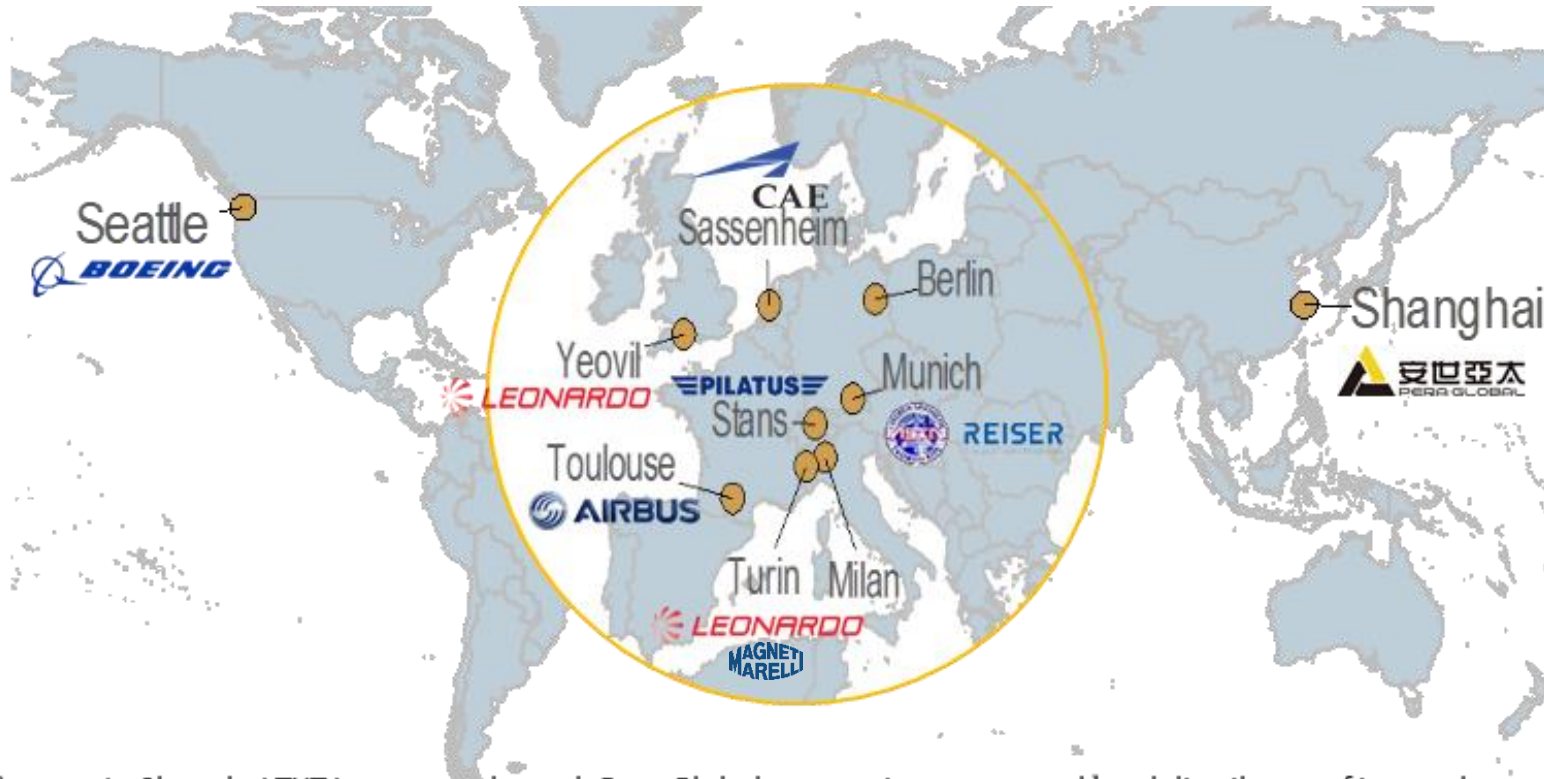 CAE
Sassenheim
Seattle
BOEING
Berlin
Shanghai
安世亞太
PERA GLOBAL
Yeovil
LEONARDO
PILATUS
Munich
Stans
REISER
Toulouse
AIRBUS
Turin
Milan
LEONARDO
MAGNETI
MARELLI